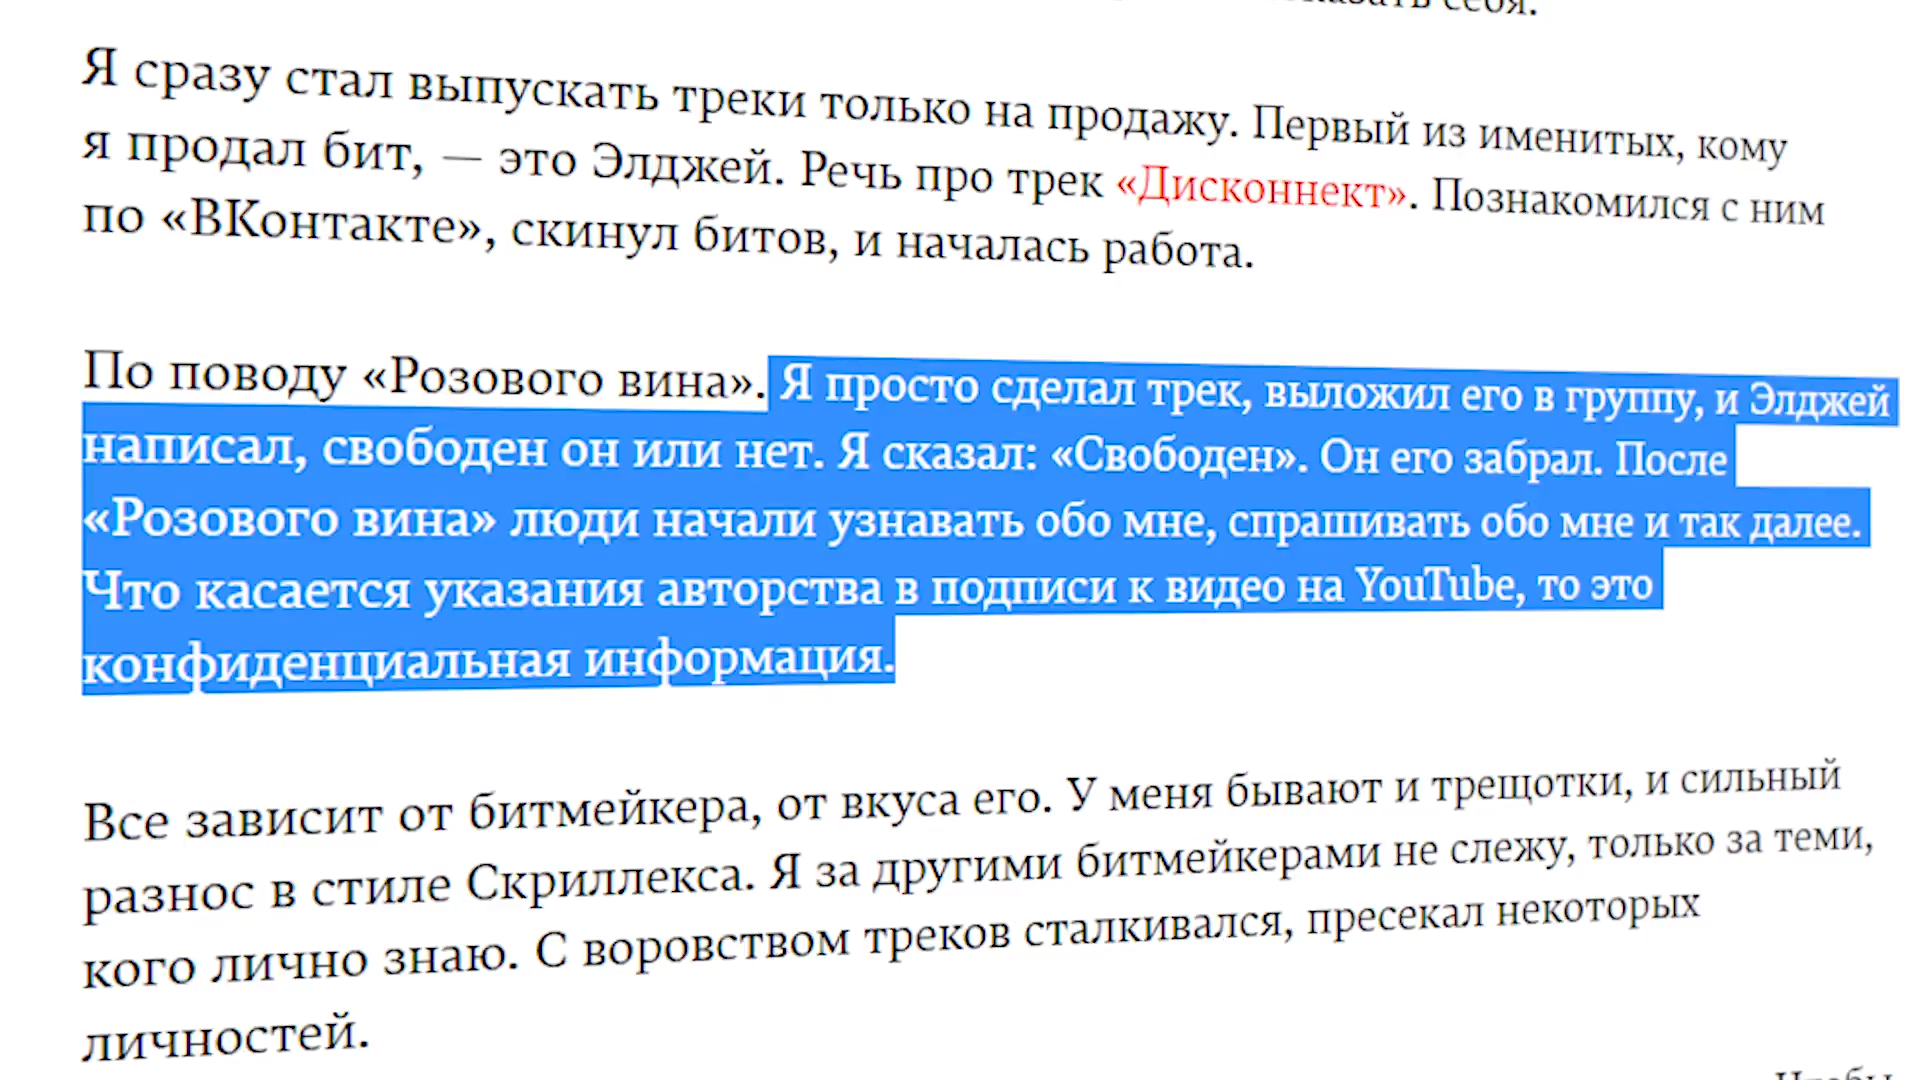 себя.
Я сразу стал выпускать треки только на продажу. Первый из именитых, кому
я продал бит, — это Элджей. Речь про трек «Дисконнект». Познакомился с ним
по «ВКонтакте», скинул битов, и началась работа.
По поводу «Розового вина». Я просто сделал трек, выложил его в группу, и Элджей
написал, свободен он или нет. Я сказал: «Свободен». Он его забрал. После
«Розового вина» люди начали узнавать обо мне, спрашивать обо мне и так далее.
Что касается указания авторства в подписи к видео на YouTube, то это
конфиденциальная информация.
Все зависит от битмейкера, от вкуса его. У меня бывают и трещотки, и сильный
разнос в стиле Скриллекса. Я за другими битмейкерами не слежу, только за теми,
кого лично знаю. С воровством треков сталкивался, пресекал некоторых
личностей.